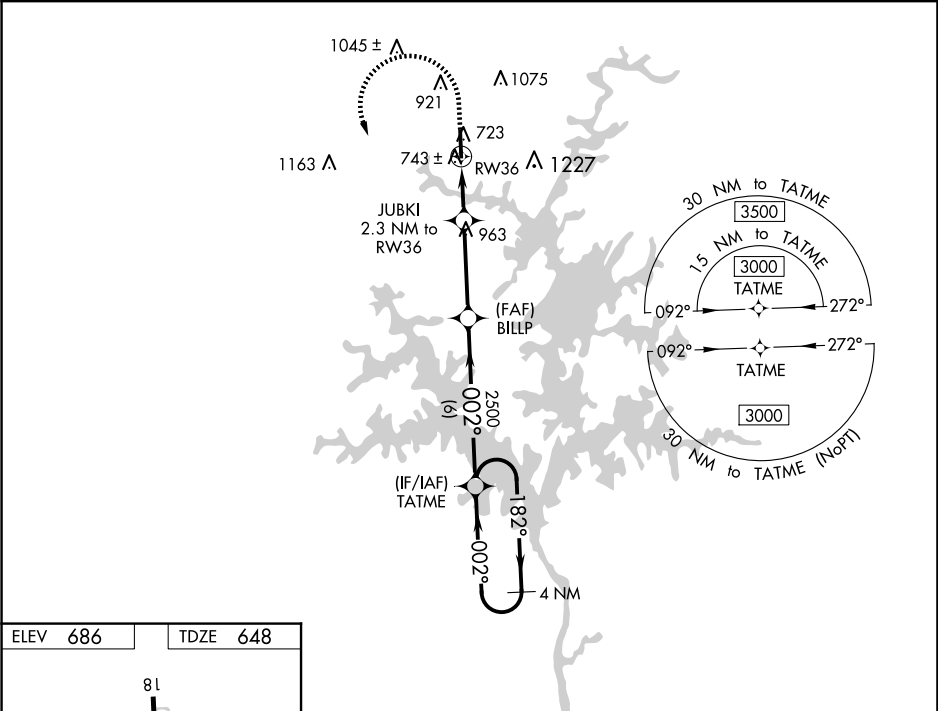 1045 ±
1075
921
723
743 ±
RW36
1227
1163
JUBKI
2.3 NM to
RW36
963
(FAF)
BILLP
2500
002°
(6)
(IF/IAF)
TATME
182°
002°
4 NM
30 NM to TATME
3500
15 NM to TATME
3000
TATME
092°
272°
092°
272°
TATME
3000
30 NM to TATME (NoPT)
ELEV 686
TDZE 648
18